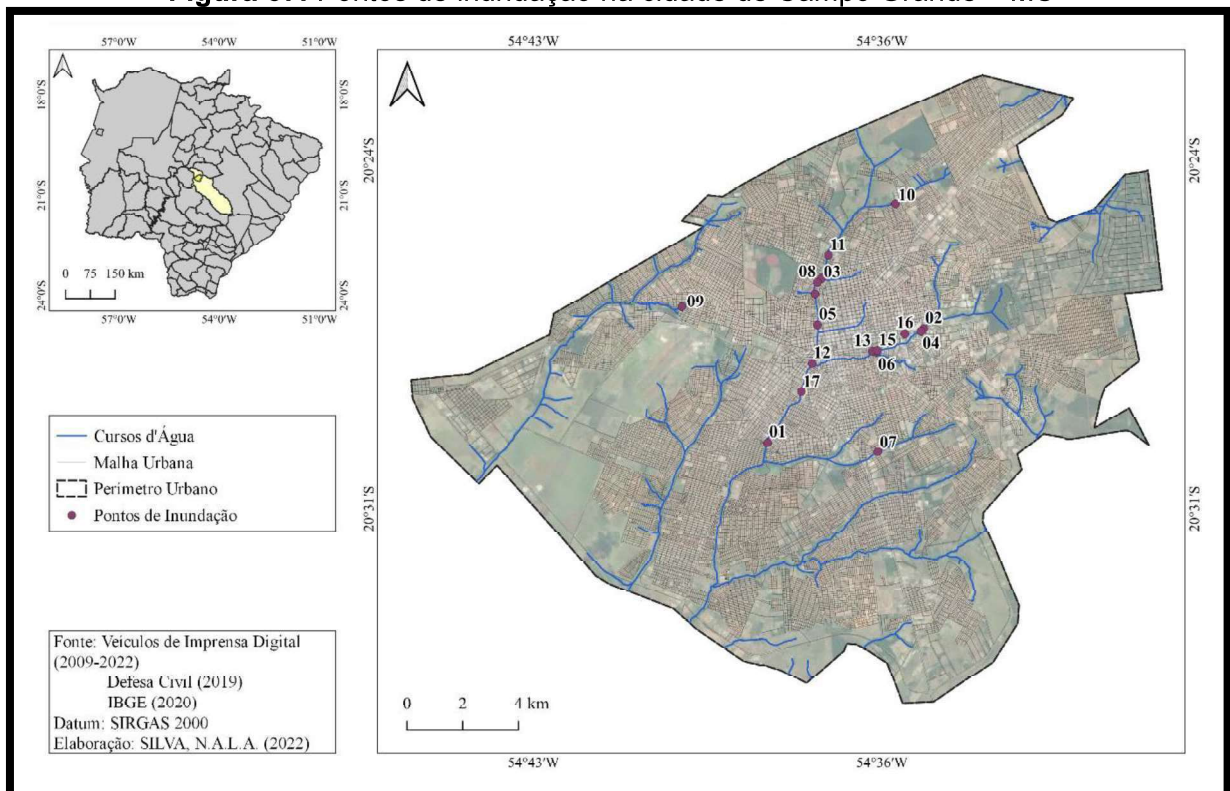 Figura 07. Pontos de inundação na cidade de Campo Grande – MS
57°0'W 54°0'W 51°0'W
18°0'S 18°0'S
21°0'S 21°0'S
24°0'S 24°0'S
0 75 150 km
57°0'W 54°0'W 51°0'W
54°43'W 54°36'W
20°24'S 20°24'S
20°31'S 20°31'S
10
11
08 03
09
05
02
16
04
13 15
06
12
17
01
07
0 2 4 km
54°43'W 54°36'W
Cursos d'Água
Malha Urbana
Perimetro Urbano
Pontos de Inundação
Fonte: Veiculos de Imprensa Digital
(2009-2022)
Defesa Civil (2019)
IBGE (2020)
Datum: SIRGAS 2000
Elaboração: SILVA, N.A.L.A. (2022)